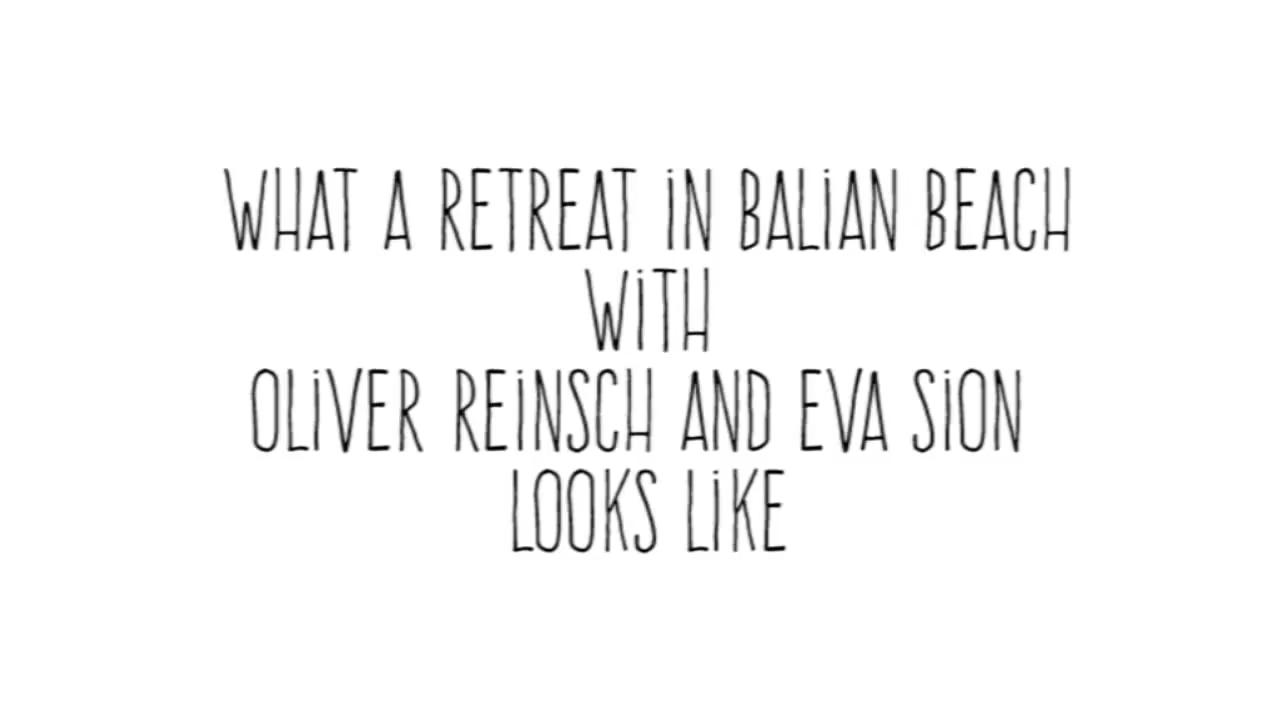 WHAT A RETREAT iN BALiAN BEACH
WiTH
OLiVER REiNSCH AND EVA SiON
LOOKS LiKE